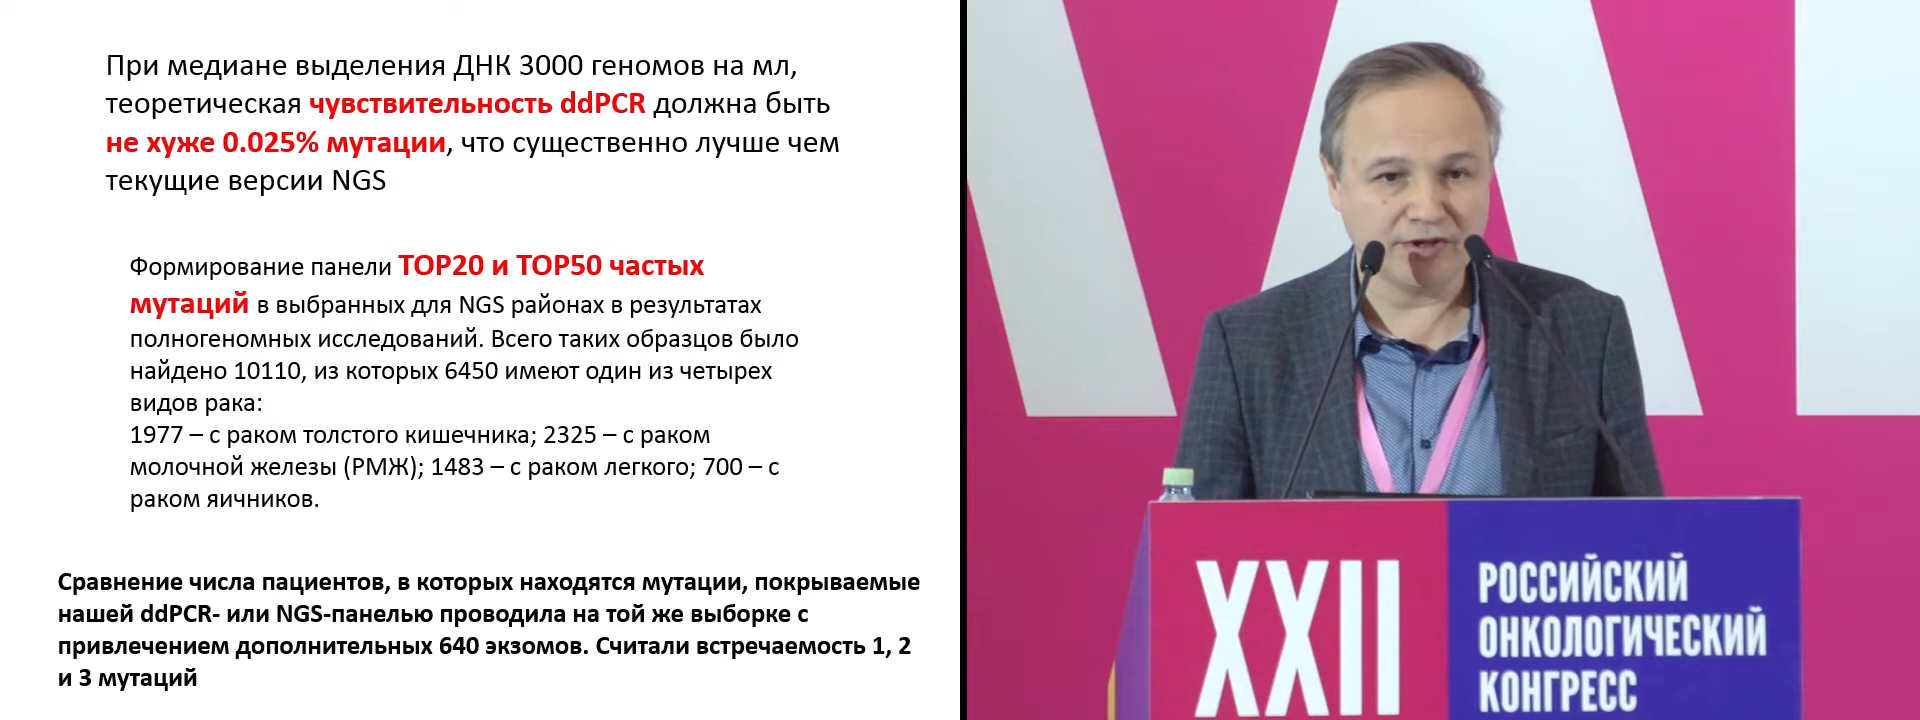 При медиане выделения ДНК 3000 геномов на мл,
теоретическая чувствительность ddPCR должна быть
не хуже 0.025% мутации, что существенно лучше чем
текущие версии NGS
Формирование панели TOP20 и TOP50 частых
мутаций в выбранных для NGS районах в результатах
полногеномных исследований. Всего таких образцов было
найдено 10110, из которых 6450 имеют один из четырех
видов рака:
1977 – с раком толстого кишечника; 2325 – с раком
молочной железы (РМЖ); 1483 – с раком легкого; 700 – с
раком яичников.
Сравнение числа пациентов, в которых находятся мутации, покрываемые
нашей ddPCR- или NGS-панелью проводила на той же выборке с
привлечением дополнительных 640 экзомов. Считали встречаемость 1, 2
и 3 мутаций
XXII
РОССИЙСКИЙ
ОНКОЛОГИЧЕСКИЙ
КОНГРЕСС